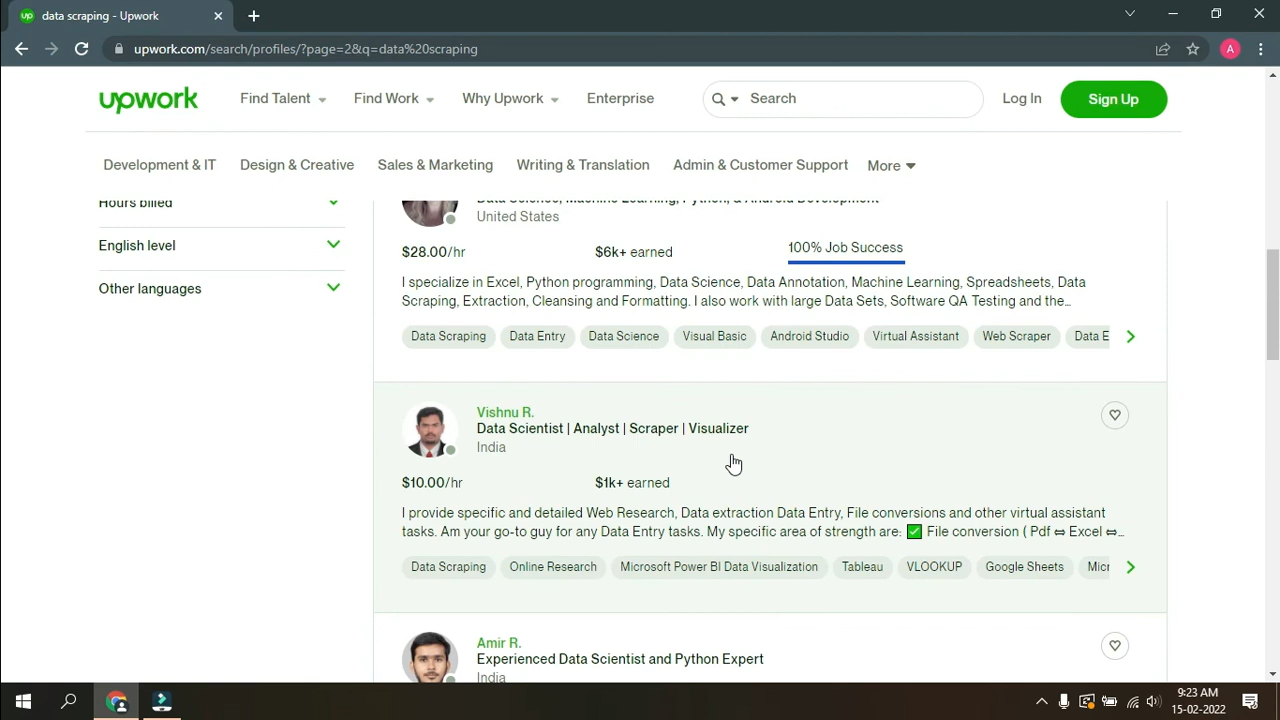 data scraping - Upwork
upwork.com/search/profiles/?page=2&q=data%20scraping
A
upwork
Find Talent
Find Work
Why Upwork
Enterprise
Search
Log In
Sign Up
Development & IT
Design & Creative
Sales & Marketing
Writing & Translation
Admin & Customer Support
More
Hours billed
English level
Other languages
Data Science, Machine Learning, Python, & Android Development
United States
$28.00/hr
$6k+ earned
100% Job Success
I specialize in Excel, Python programming, Data Science, Data Annotation, Machine Learning, Spreadsheets, Data
Scraping, Extraction, Cleansing and Formatting. I also work with large Data Sets, Software QA Testing and the...
Data Scraping
Data Entry
Data Science
Visual Basic
Android Studio
Virtual Assistant
Web Scraper
Data E
Vishnu R.
Data Scientist | Analyst | Scraper | Visualizer
India
$10.00/hr
$1k+ earned
I provide specific and detailed Web Research, Data extraction Data Entry, File conversions and other virtual assistant
tasks. Am your go-to guy for any Data Entry tasks. My specific area of strength are: ✅ File conversion ( Pdf ⇔ Excel ⇔...
Data Scraping
Online Research
Microsoft Power BI Data Visualization
Tableau
VLOOKUP
Google Sheets
Micr
Amir R.
Experienced Data Scientist and Python Expert
India
9:23 AM
15-02-2022